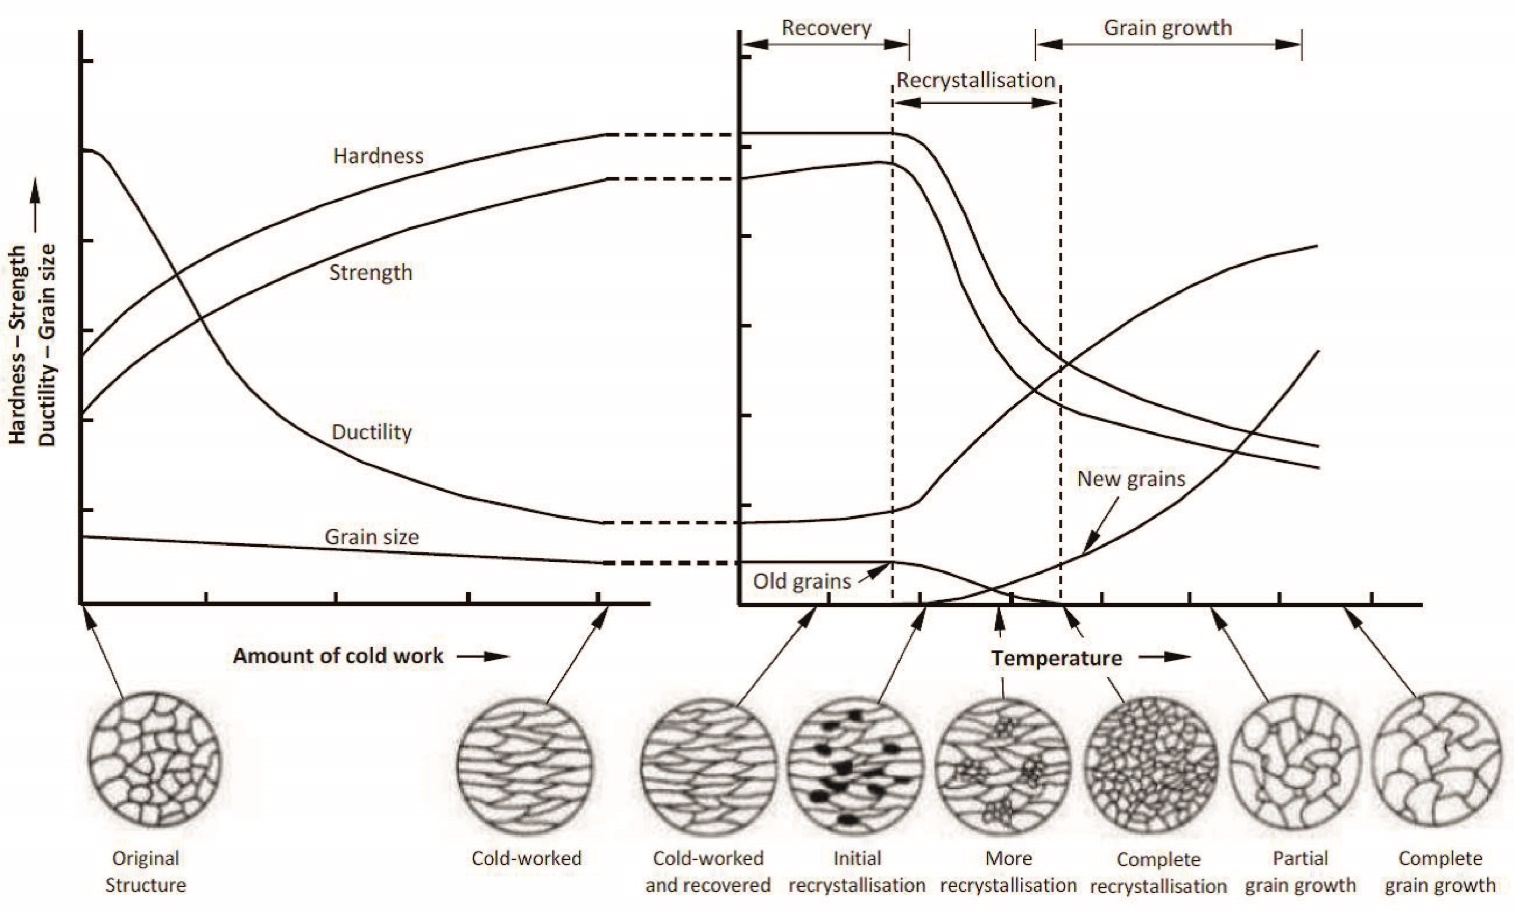 Recovery
Grain growth
Recrystallisation
Hardness
Strength
Ductility
Grain size
Hardness – Strength
Ductility – Grain size
New grains
Old grains
Amount of cold work
Temperature
Original
Structure
Cold-worked
Cold-worked
and recovered
Initial
recrystallisation
More
recrystallisation
Complete
recrystallisation
Partial
grain growth
Complete
grain growth